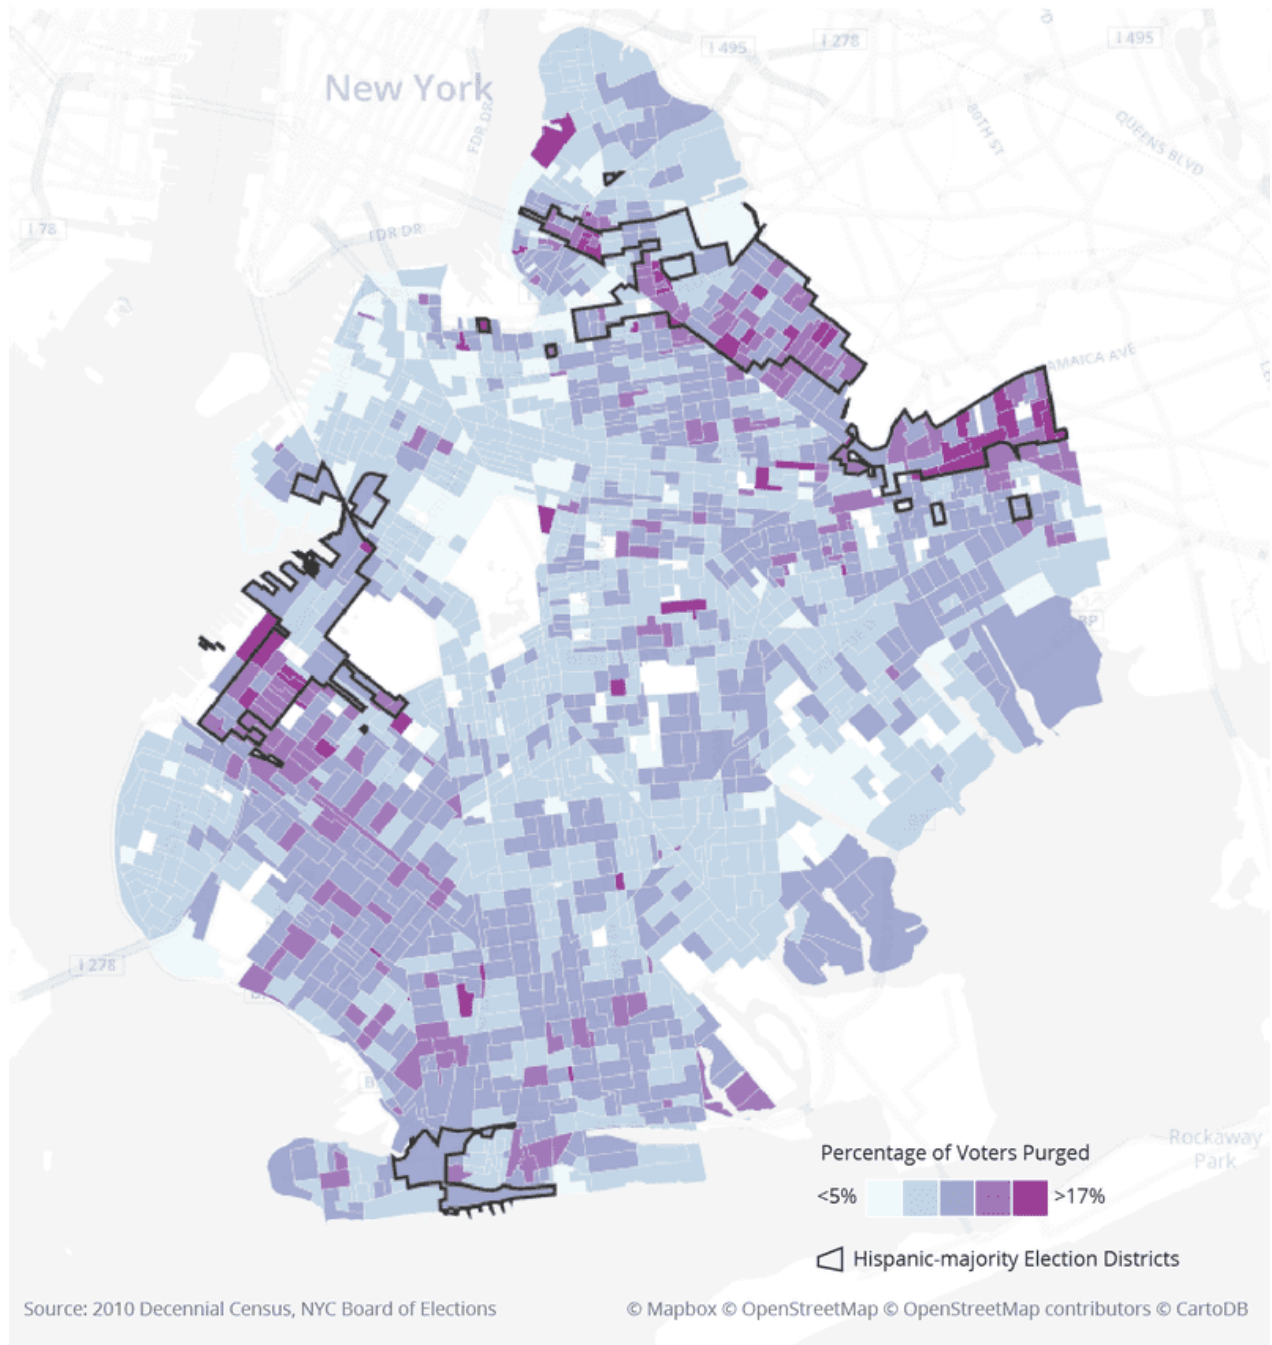 I 495
I 278
I 495
New York
FDR DR
80TH ST
QUEENS BLVD
I 78
FDR DR
JAMAICA AVE
I 278
Percentage of Voters Purged
<5%
>17%
Rockaway
Park
Hispanic-majority Election Districts
Source: 2010 Decennial Census, NYC Board of Elections
© Mapbox © OpenStreetMap © OpenStreetMap contributors © CartoDB